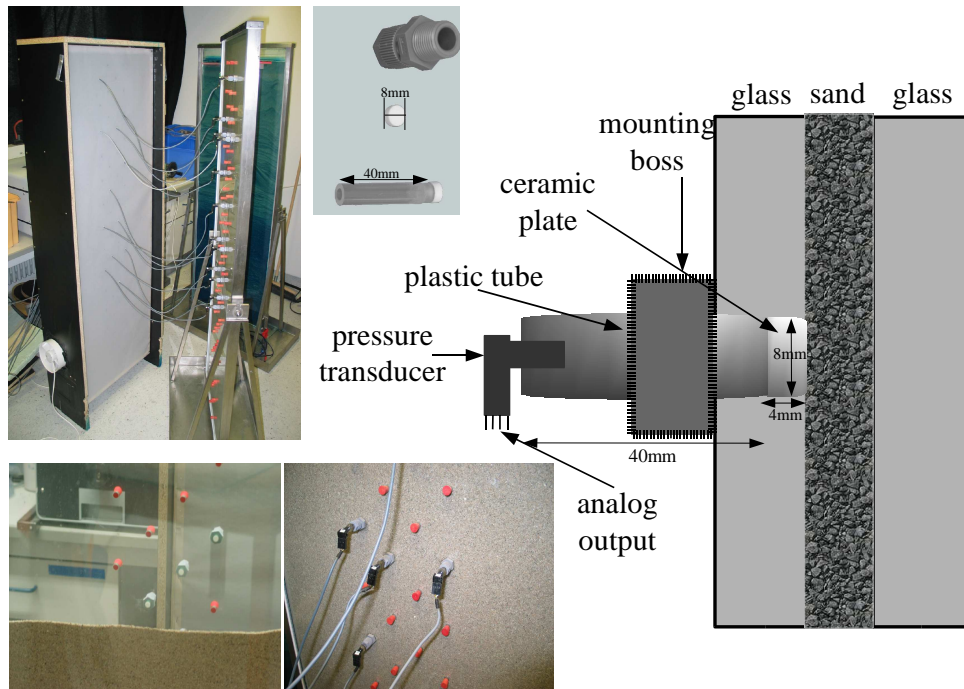 8mm
40mm
glass sand glass
mounting
boss
ceramic
plate
plastic tube
pressure
transducer
8mm
4mm
40mm
analog
output